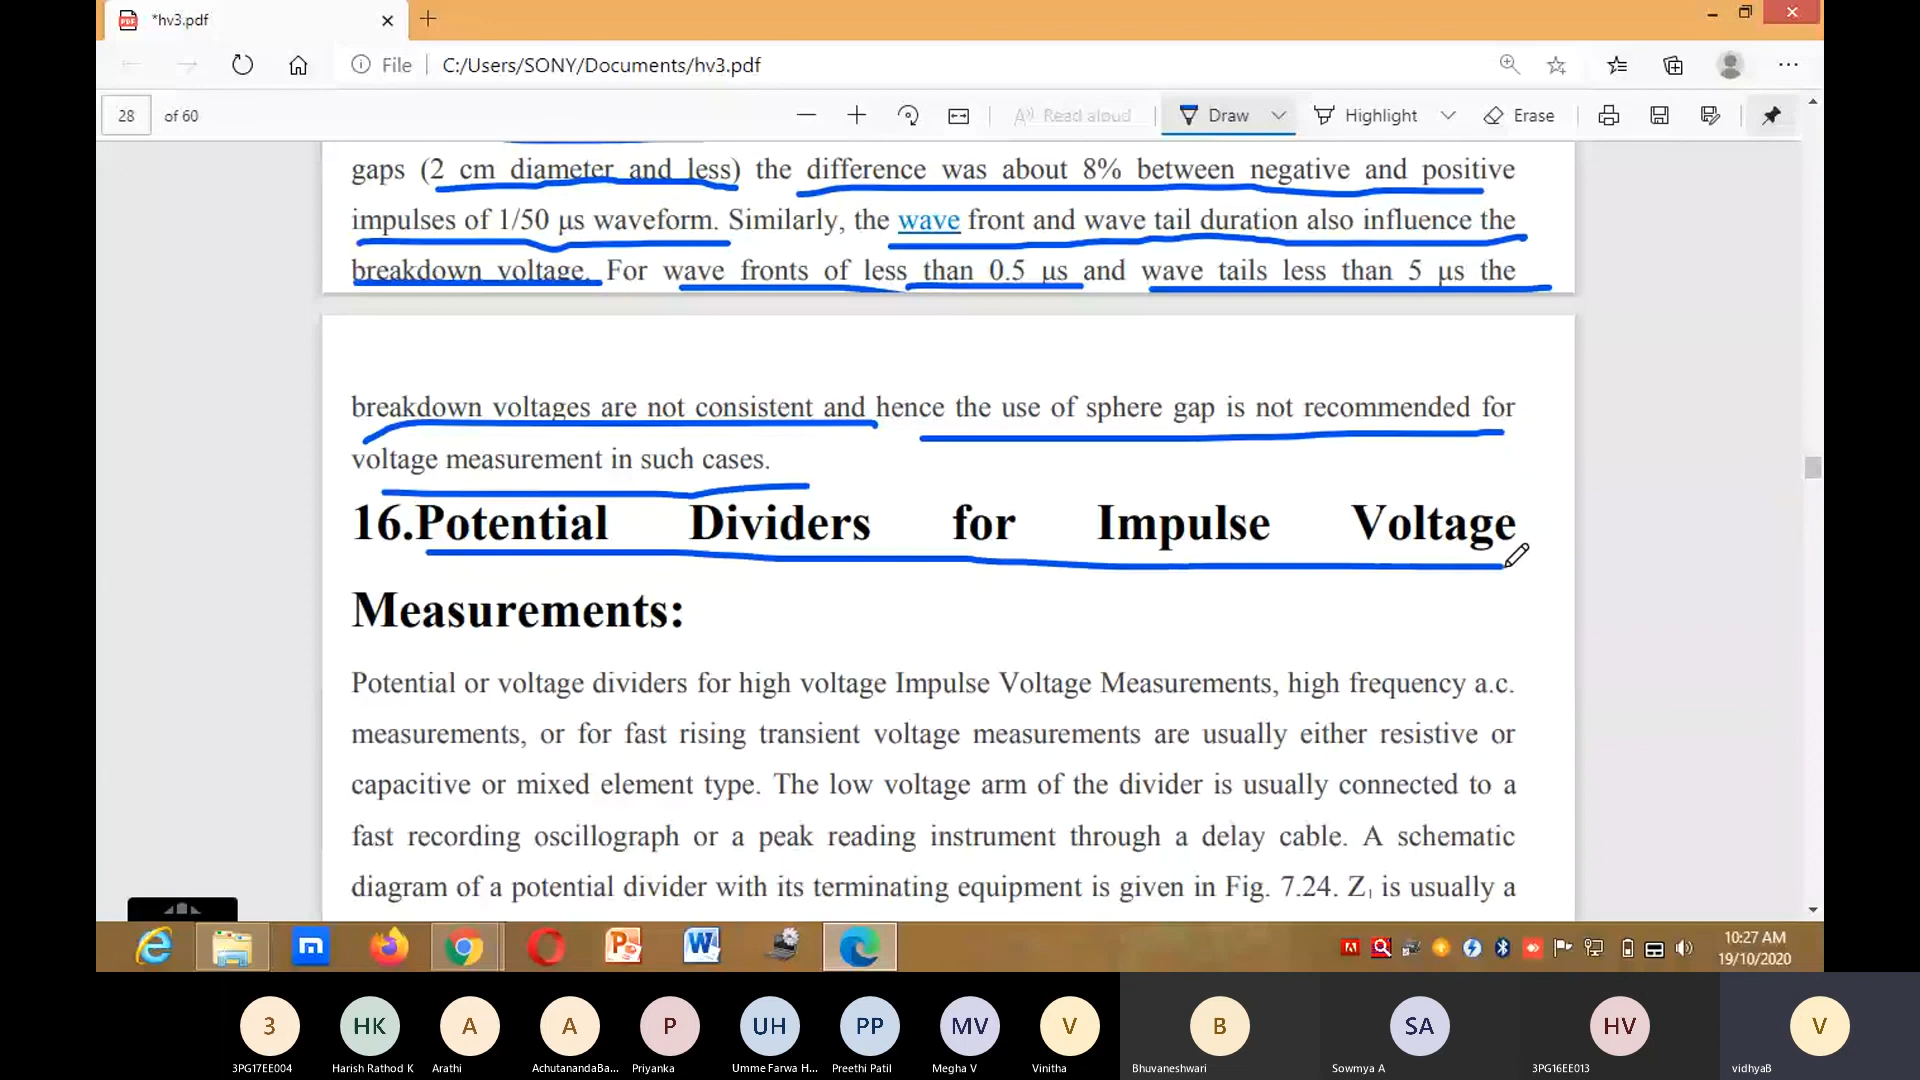 *hv3.pdf
File
C:/Users/SONY/Documents/hv3.pdf
28 of 60
Read aloud
Draw
Highlight
Erase
gaps (2 cm diameter and less) the difference was about 8% between negative and positive
impulses of 1/50 μs waveform. Similarly, the wave front and wave tail duration also influence the
breakdown voltage. For wave fronts of less than 0.5 μs and wave tails less than 5 μs the
breakdown voltages are not consistent and hence the use of sphere gap is not recommended for
voltage measurement in such cases.
16.Potential Dividers for Impulse Voltage
Measurements:
Potential or voltage dividers for high voltage Impulse Voltage Measurements, high frequency a.c.
measurements, or for fast rising transient voltage measurements are usually either resistive or
capacitive or mixed element type. The low voltage arm of the divider is usually connected to a
fast recording oscillograph or a peak reading instrument through a delay cable. A schematic
diagram of a potential divider with its terminating equipment is given in Fig. 7.24. Z₁ is usually a
10:27 AM
19/10/2020
3 HK A A P UH PP MV V B SA HV V
3PG17EE004 Harish Rathod K Arathi AchutanandaBa... Priyanka Umme Farwa H... Preethi Patil Megha V Vinitha Bhuvaneshwari Sowmya A 3PG16EE013 vidhyaB